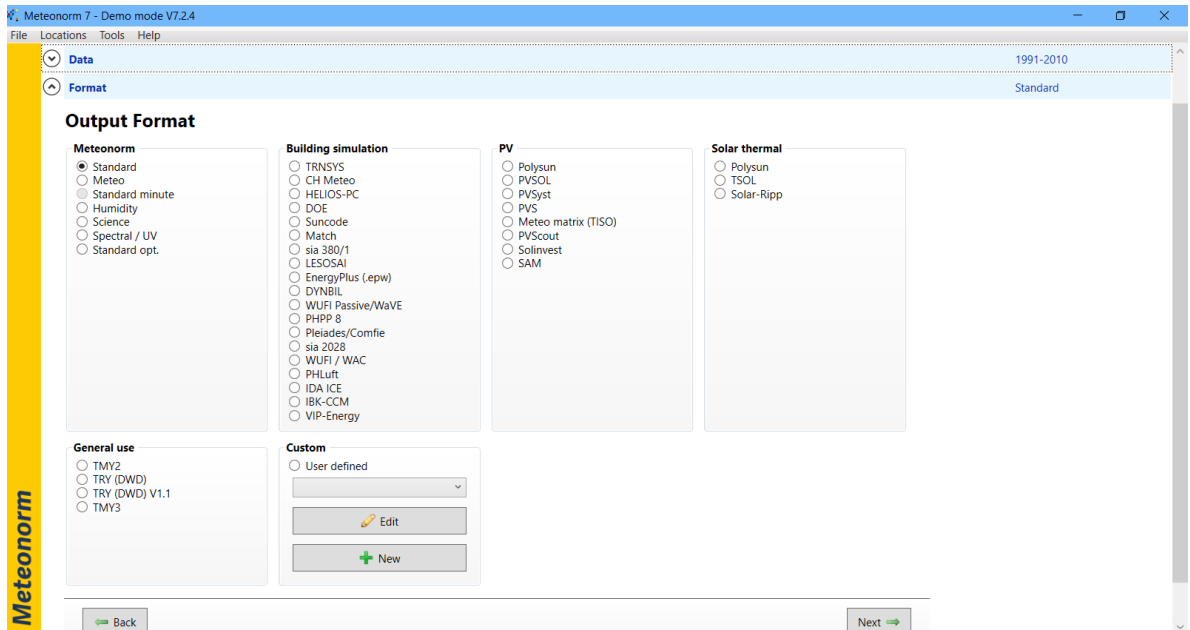 Meteonorm 7 - Demo mode V7.2.4
File Locations Tools Help
Data 1991-2010
Format Standard
Output Format
Meteonorm
Standard
Meteo
Standard minute
Humidity
Science
Spectral / UV
Standard opt.
Building simulation
TRNSYS
CH Meteo
HELIOS-PC
DOE
Suncode
Match
sia 380/1
LESOSAI
EnergyPlus (.epw)
DYNBIL
WUFI Passive/WaVE
PHPP 8
Pleiades/Comfie
sia 2028
WUFI / WAC
PHLuft
IDA ICE
IBK-CCM
VIP-Energy
PV
Polysun
PVSOL
PVSyst
PVS
Meteo matrix (TISO)
PVScout
Solinvest
SAM
Solar thermal
Polysun
TSOL
Solar-Ripp
General use
TMY2
TRY (DWD)
TRY (DWD) V1.1
TMY3
Custom
User defined
Edit
New
Meteonorm
Back
Next